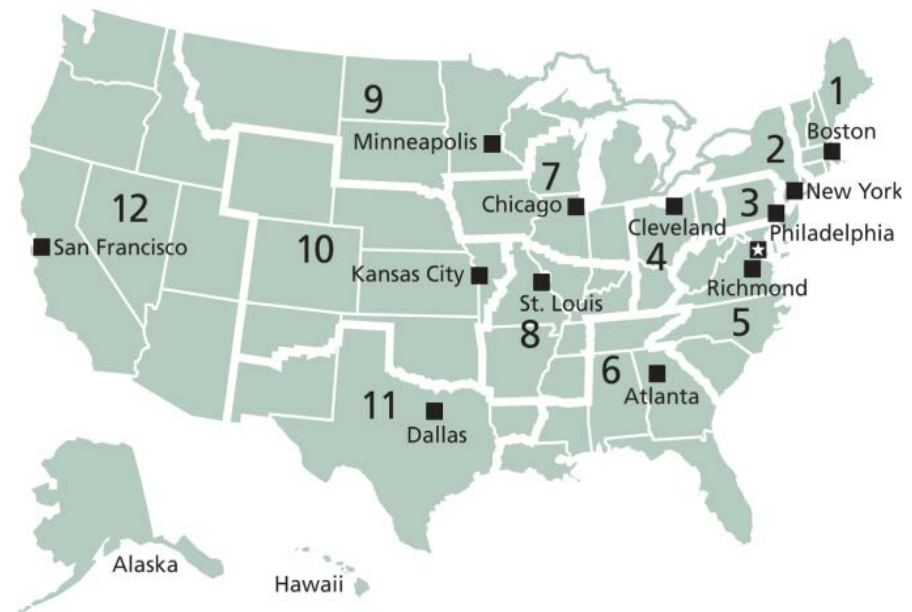 1
9
Boston
Minneapolis
2
7
12
New York
Chicago
3
Cleveland
Philadelphia
San Francisco
10
4
Kansas City
St. Louis
Richmond
8
5
6
11
Atlanta
Dallas
Alaska
Hawaii